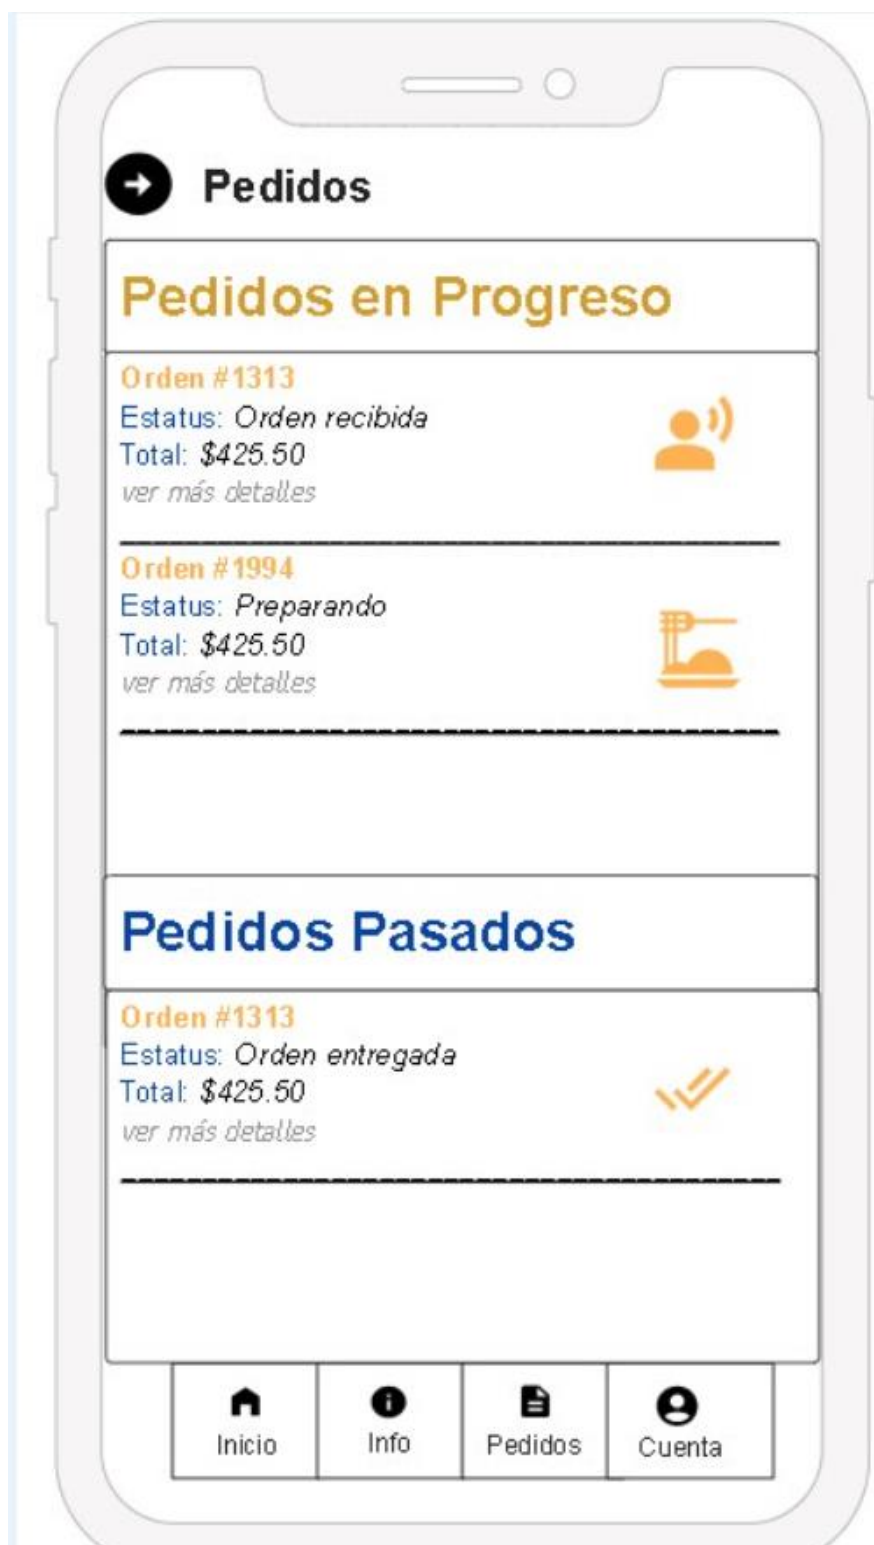 Pedidos
Pedidos en Progreso
Orden #1313
Estatus: Orden recibida
Total: $425.50
ver más detalles
Orden #1994
Estatus: Preparando
Total: $425.50
ver más detalles
Pedidos Pasados
Orden #1313
Estatus: Orden entregada
Total: $425.50
ver más detalles
Inicio Info Pedidos Cuenta